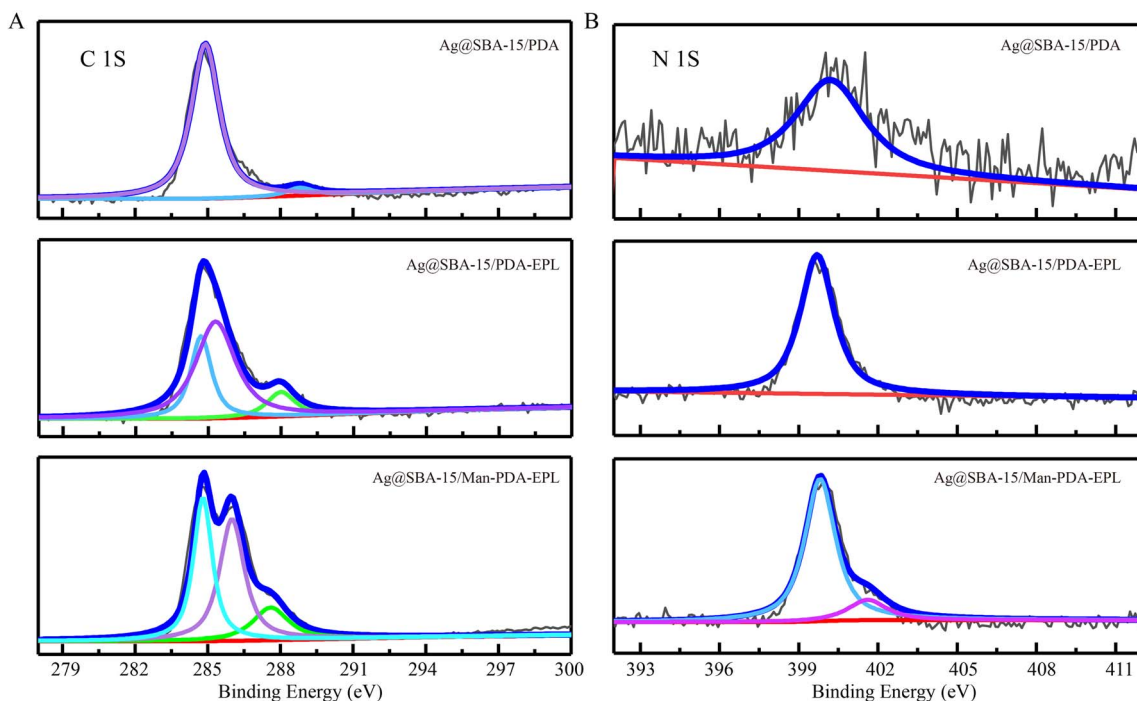 A
C 1S
Ag@SBA-15/PDA
Ag@SBA-15/PDA-EPL
Ag@SBA-15/Man-PDA-EPL
279 282 285 288 291 294 297 300
Binding Energy (eV)
B
N 1S
Ag@SBA-15/PDA
Ag@SBA-15/PDA-EPL
Ag@SBA-15/Man-PDA-EPL
393 396 399 402 405 408 411
Binding Energy (eV)